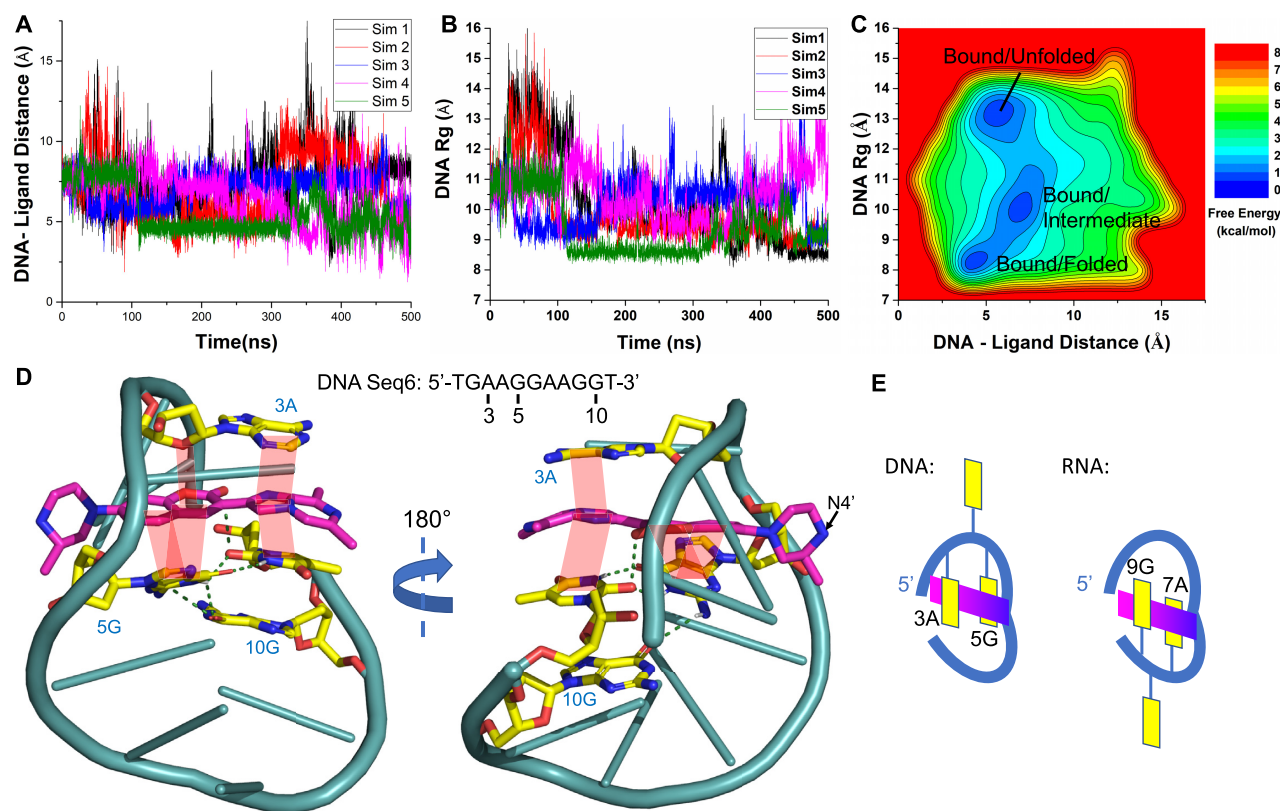 A
DNA- Ligand Distance (Å)
15
10
5
0
0
100
200
300
400
500
Time(ns)
Sim 1
Sim 2
Sim 3
Sim 4
Sim 5
B
DNA Rg (Å)
16
15
14
13
12
11
10
9
8
7
0
100
200
300
400
500
Time (ns)
Sim1
Sim2
Sim3
Sim4
Sim5
C
DNA Rg (Å)
16
15
14
13
12
11
10
9
8
7
0
5
10
15
DNA - Ligand Distance (Å)
Bound/Unfolded
Bound/
Intermediate
Bound/Folded
8
7
6
5
4
3
2
1
0
Free Energy
(kcal/mol)
D
DNA Seq6: 5’-TGAAGGAAGGT-3’
3
5
10
3A
5G
10G
180°
3A
N4’
10G
E
DNA:
RNA:
5’
3A
5G
5’
9G
7A